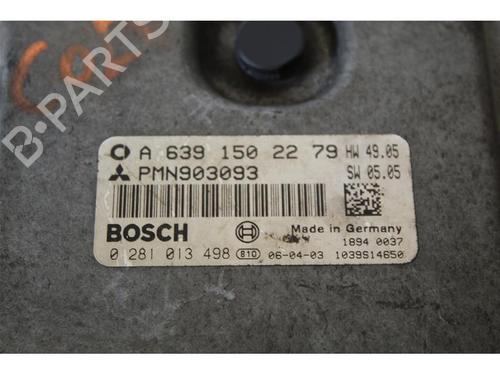 B-PARTS
A 639 150 22 79 HW 49.05
PMN903093 SW 05.05
BOSCH Made in Germany
1894 0037
0 281 013 498 810 06-04-03 1039S14650